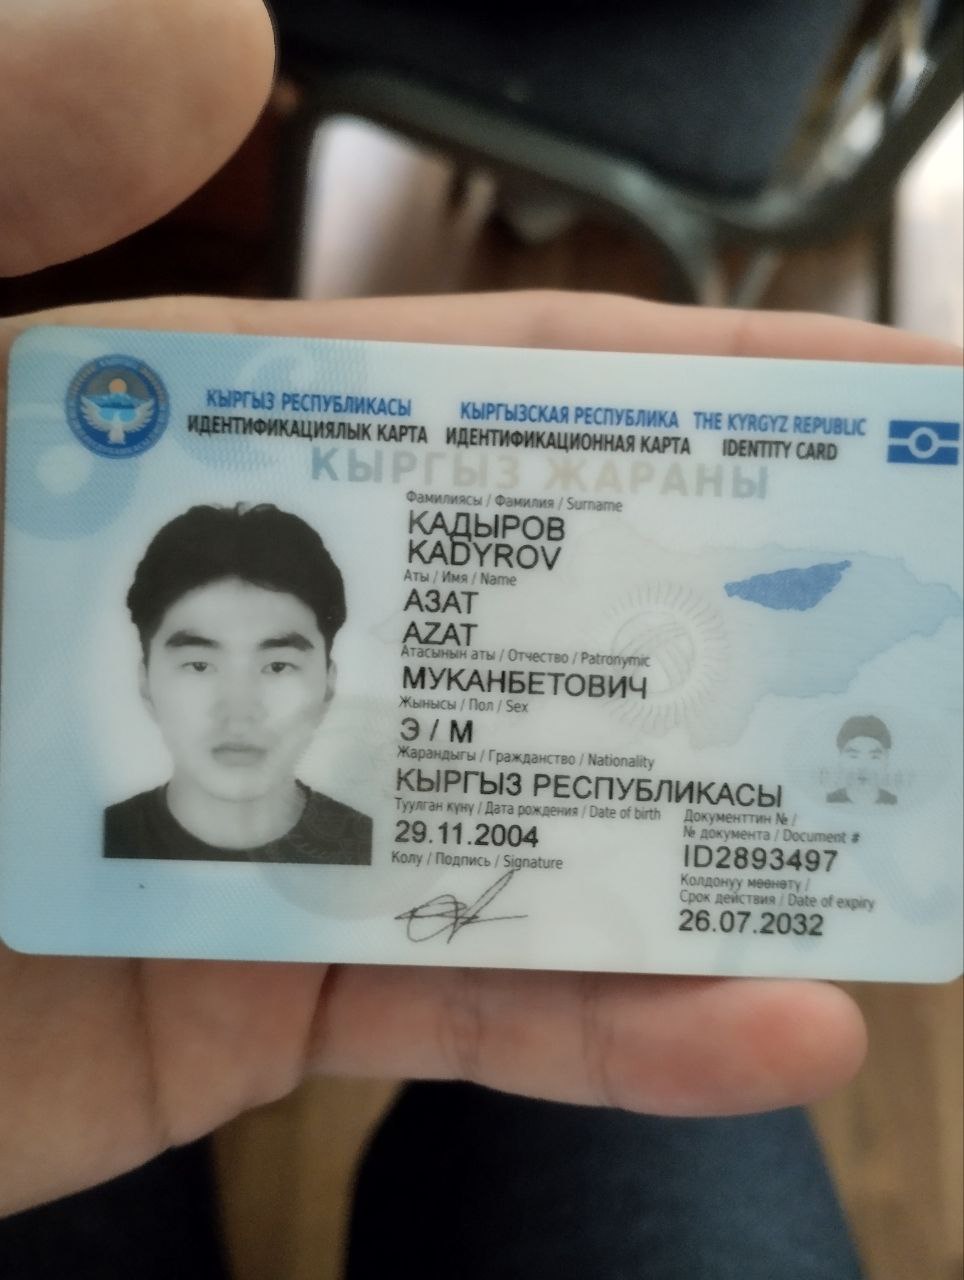 КЫРГЫЗ РЕСПУБЛИКАСЫ КЫРГЫЗСКАЯ РЕСПУБЛИКА THE KYRGYZ REPUBLIC
ИДЕНТИФИКАЦИЯЛЫК КАРТА ИДЕНТИФИКАЦИОННАЯ КАРТА IDENTITY CARD
КЫРГЫЗ ЖАРАНЫ
Фамилиясы / Фамилия / Surname
КАДЫРОВ
KADYROV
Аты / Имя / Name
АЗАТ
AZAT
Атасынын аты / Отчество / Patronymic
МУКАНБЕТОВИЧ
Жынысы / Пол / Sex
Э / М
Жарандыгы / Гражданство / Nationality
КЫРГЫЗ РЕСПУБЛИКАСЫ
Туулган күнү / Дата рождения / Date of birth
29.11.2004
Документтин № /
№ документа / Document #
ID2893497
Колу / Подпись / Signature
Колдонуу мөөнөтү /
Срок действия / Date of expiry
26.07.2032